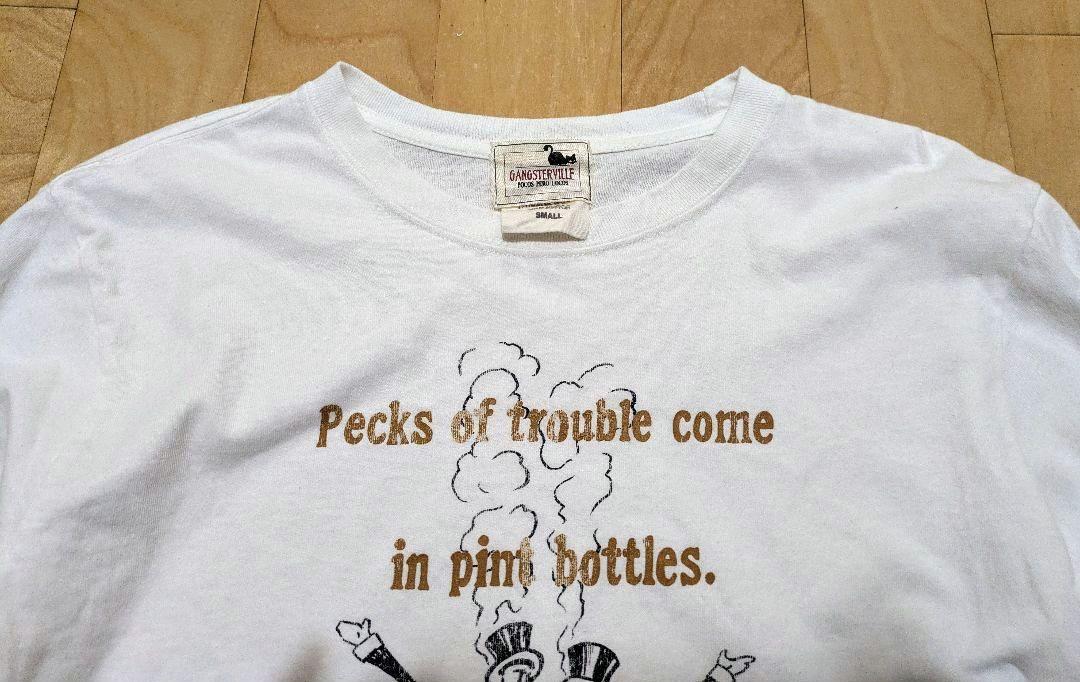 GANGSTERVILLE
SMALL
Pecks of trouble come
in pint bottles.